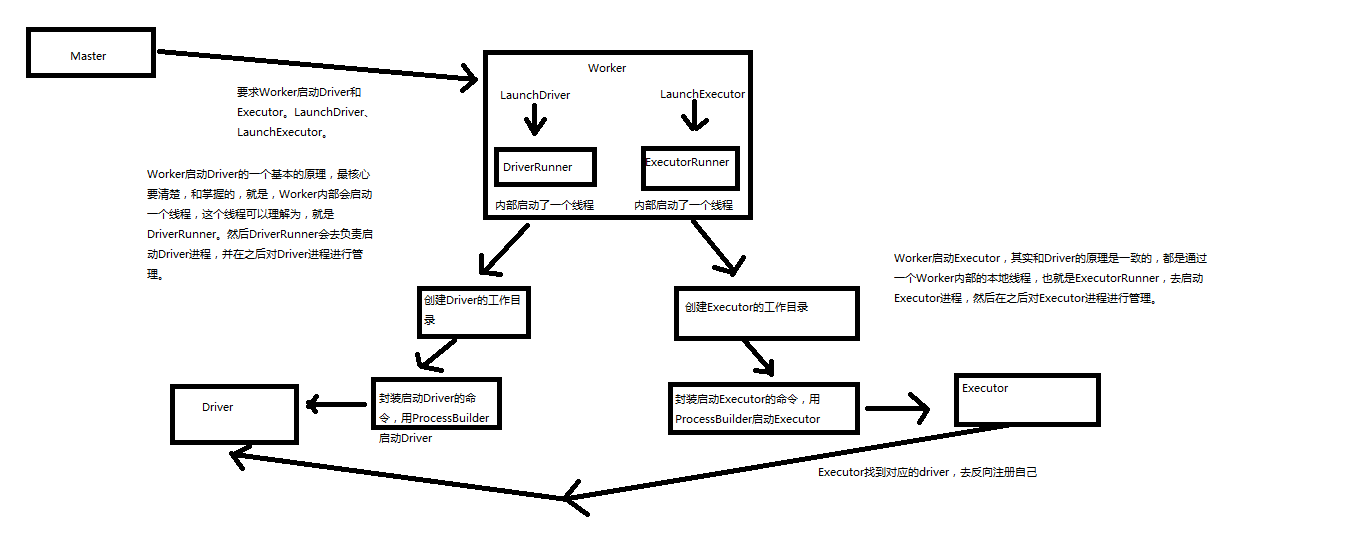 Master
Worker
要求Worker启动Driver和
Executor。LaunchDriver、
LaunchExecutor。
LaunchDriver
LaunchExecutor
DriverRunner
ExecutorRunner
内部启动了一个线程
内部启动了一个线程
Worker启动Driver的一个基本的原理，最核心
要清楚，和掌握的，就是，Worker内部会启动
一个线程，这个线程可以理解为，就是
DriverRunner。然后DriverRunner会去负责启
动Driver进程，并在之后对Driver进程进行管
理。
Worker启动Executor，其实和Driver的原理是一致的，都是通过
一个Worker内部的本地线程，也就是ExecutorRunner，去启动
Executor进程，然后在之后对Executor进程进行管理。
创建Driver的工作目
录
创建Executor的工作目录
Driver
封装启动Driver的命
令，用ProcessBuilder
启动Driver
封装启动Executor的命令，用
ProcessBuilder启动Executor
Executor
Executor找到对应的driver，去反向注册自己